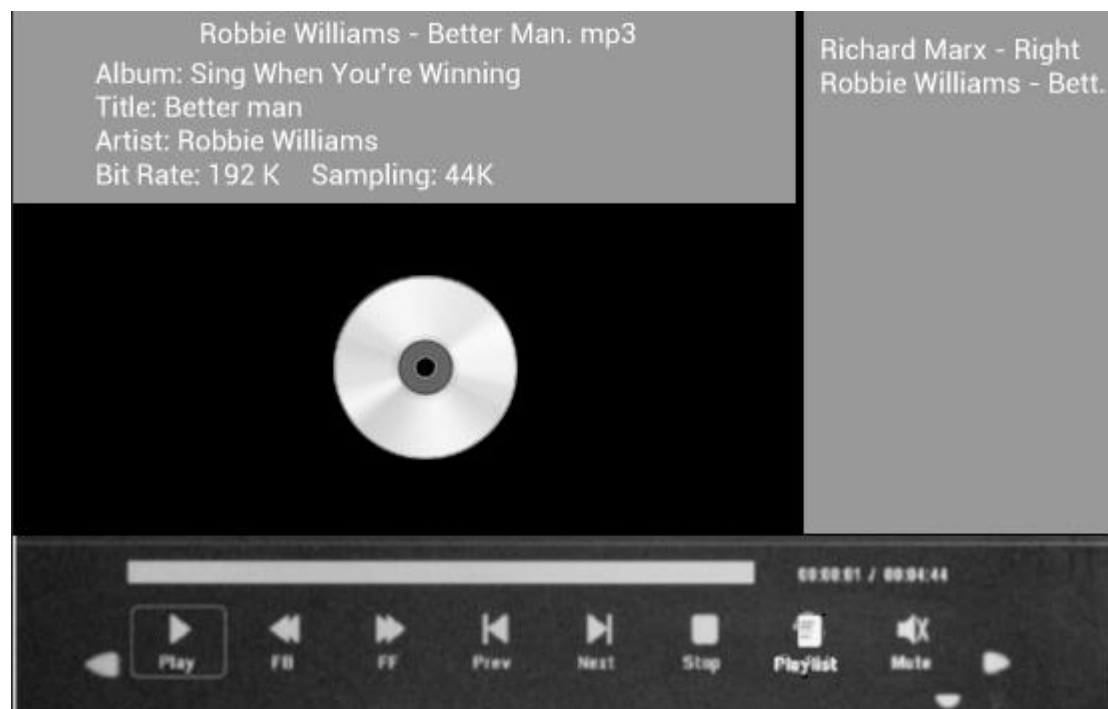 Robbie Williams - Better Man. mp3
Album: Sing When You're Winning
Title: Better man
Artist: Robbie Williams
Bit Rate: 192 K Sampling: 44K
Richard Marx - Right
Robbie Williams - Bett.
00:00:01 / 00:04:44
Play FB FF Prev Next Stop Playlist Mute